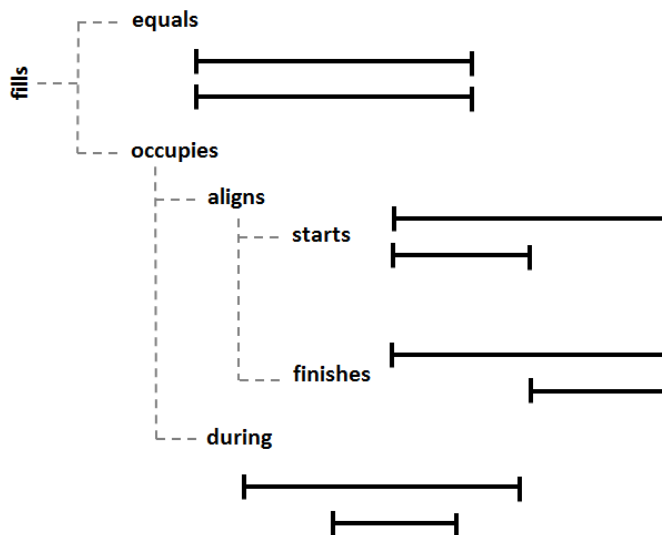 equals
fills
occupies
aligns
starts
finishes
during